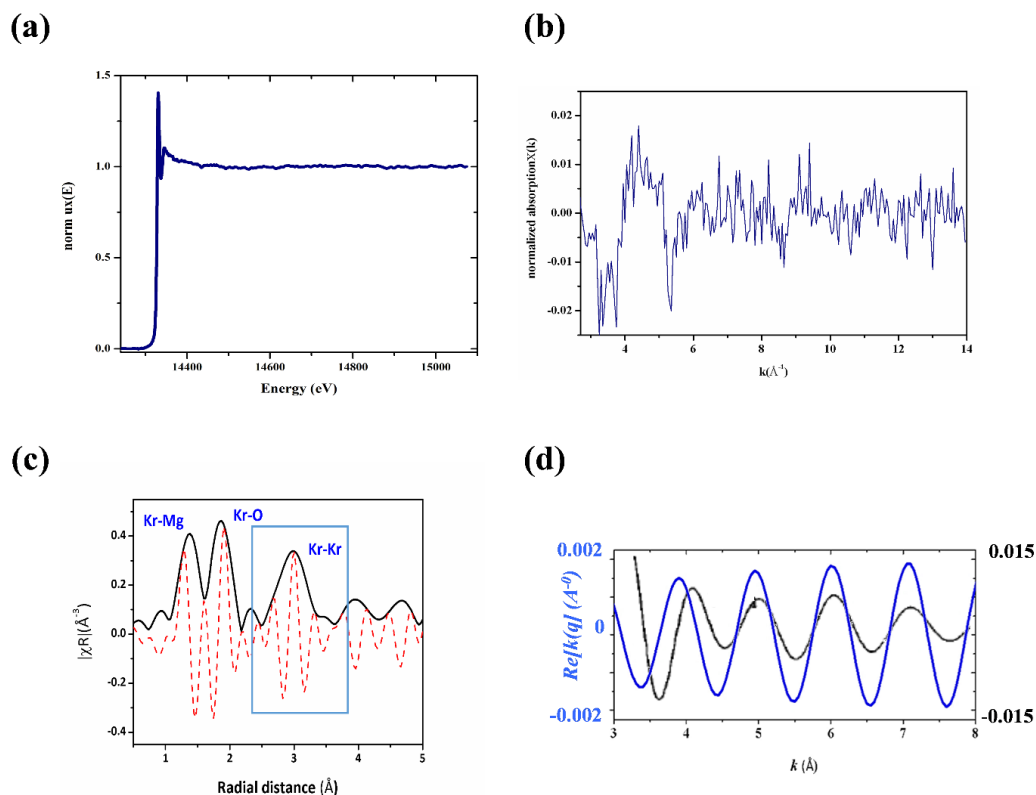 (a)
norm ux(E)
1.5
1.0
0.5
0.0
14400
14600
14800
15000
Energy (eV)
(b)
normalized absorptionX(k)
0.02
0.01
0.00
-0.01
-0.02
4
6
8
10
12
14
k(Å⁻¹)
(c)
|χR|(Å⁻³)
0.4
0.2
0.0
-0.2
-0.4
Kr-Mg
Kr-O
Kr-Kr
1
2
3
4
5
Radial distance (Å)
(d)
Re[k(q] (A⁻⁰)
0.002
0
-0.002
0.015
-0.015
3
4
5
6
7
8
k (Å)